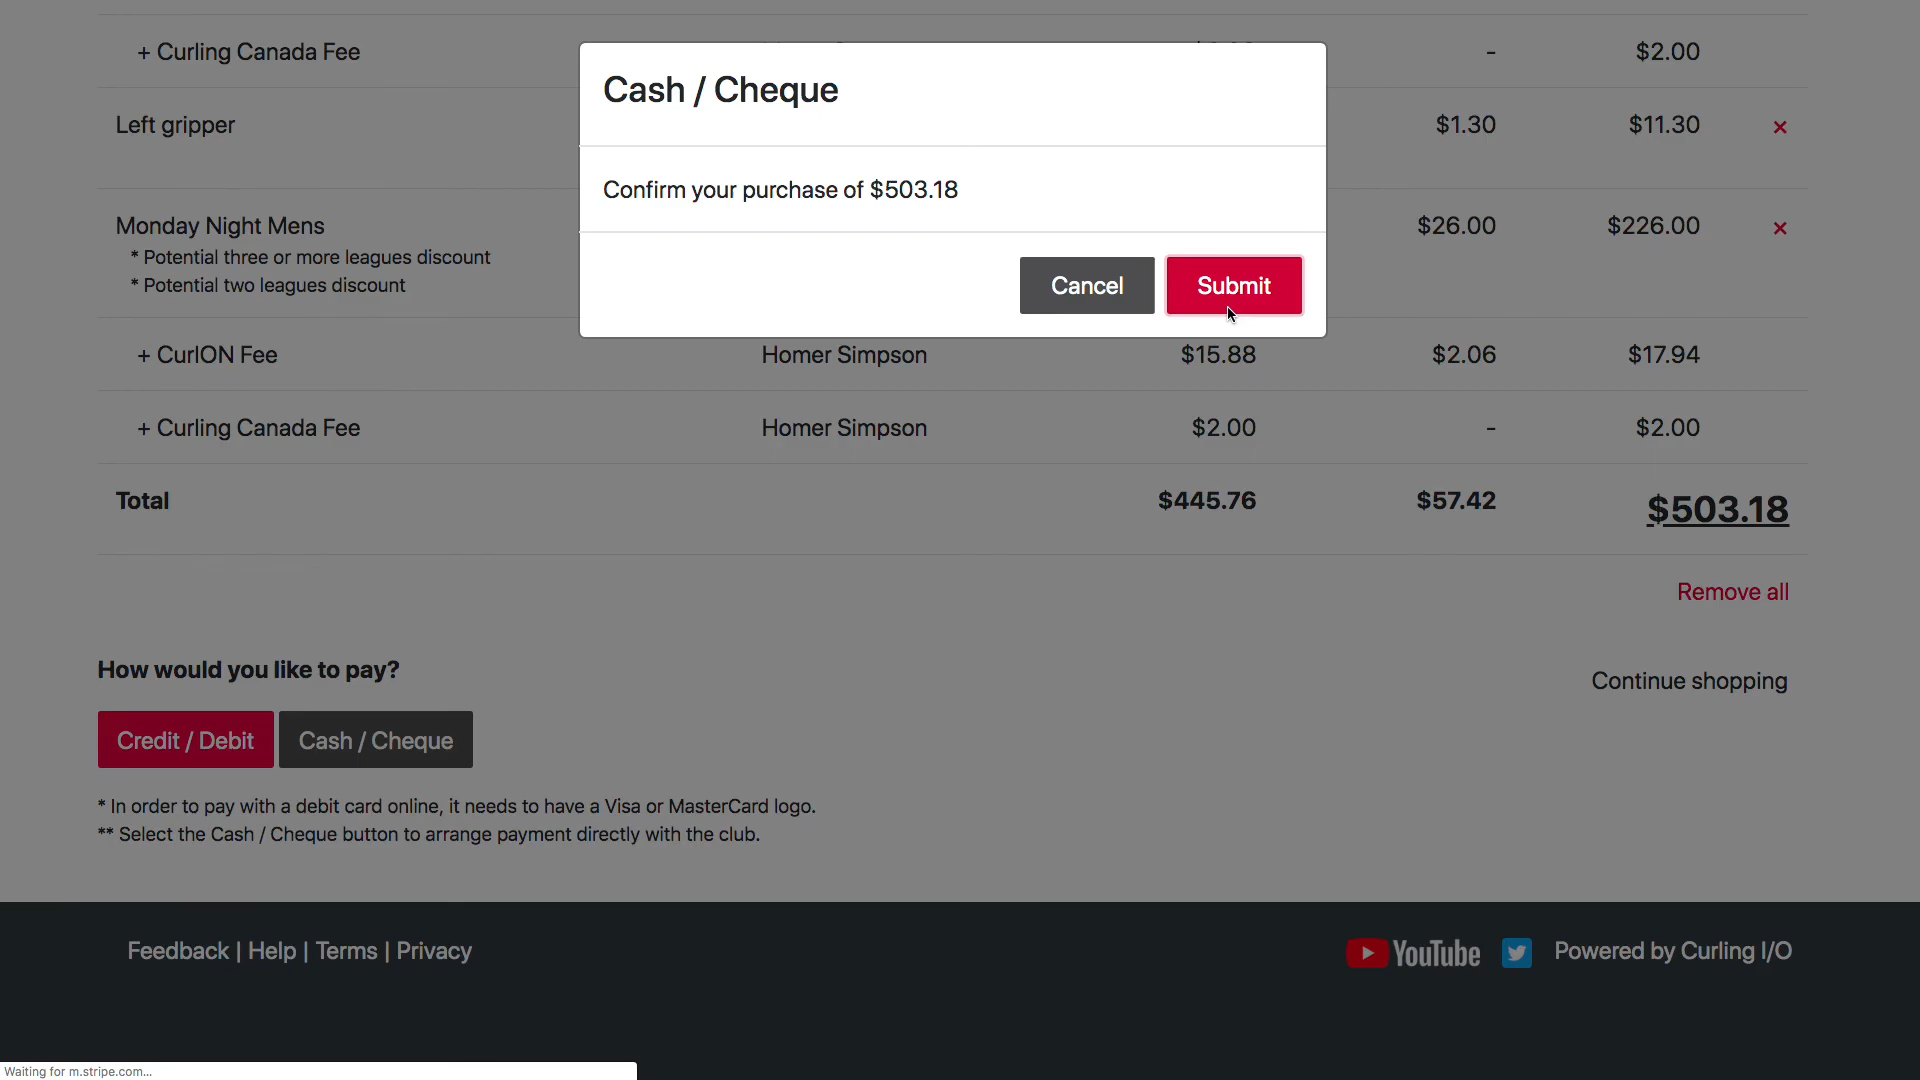 + Curling Canada Fee - $2.00
Left gripper $1.30 $11.30 ×
Monday Night Mens $26.00 $226.00 ×
* Potential three or more leagues discount
* Potential two leagues discount
Cash / Cheque
Confirm your purchase of $503.18
Cancel Submit
+ CurlON Fee Homer Simpson $15.88 $2.06 $17.94
+ Curling Canada Fee Homer Simpson $2.00 - $2.00
Total $445.76 $57.42 $503.18
Remove all
How would you like to pay?
Continue shopping
Credit / Debit Cash / Cheque
* In order to pay with a debit card online, it needs to have a Visa or MasterCard logo.
** Select the Cash / Cheque button to arrange payment directly with the club.
Feedback | Help | Terms | Privacy YouTube Powered by Curling I/O
Waiting for m.stripe.com...